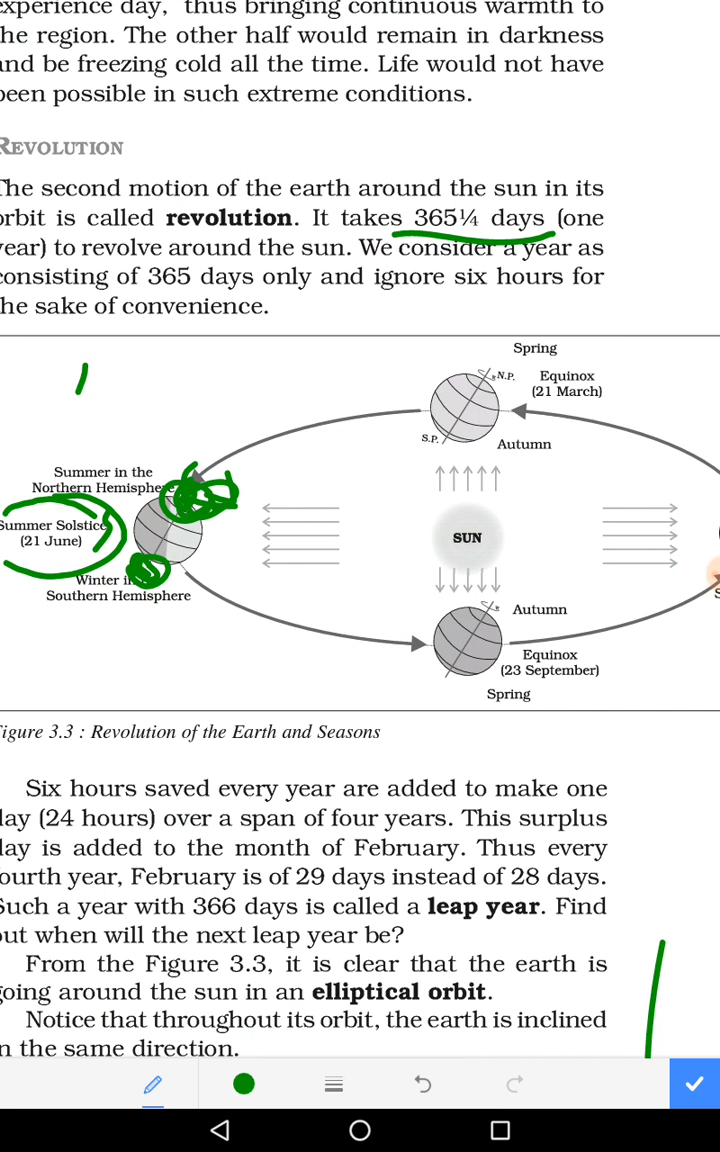 experience day, thus bringing continuous warmth to
the region. The other half would remain in darkness
and be freezing cold all the time. Life would not have
been possible in such extreme conditions.
REVOLUTION
The second motion of the earth around the sun in its
orbit is called revolution. It takes 365¼ days (one
year) to revolve around the sun. We consider a year as
consisting of 365 days only and ignore six hours for
the sake of convenience.
Spring
N.P.
Equinox
(21 March)
S.P.
Autumn
Summer in the
Northern Hemisphere
Summer Solstice
(21 June)
SUN
Winter in
Southern Hemisphere
Autumn
Equinox
(23 September)
Spring
S
Figure 3.3 : Revolution of the Earth and Seasons
Six hours saved every year are added to make one
day (24 hours) over a span of four years. This surplus
day is added to the month of February. Thus every
fourth year, February is of 29 days instead of 28 days.
Such a year with 366 days is called a leap year. Find
out when will the next leap year be?
From the Figure 3.3, it is clear that the earth is
going around the sun in an elliptical orbit.
Notice that throughout its orbit, the earth is inclined
in the same direction.